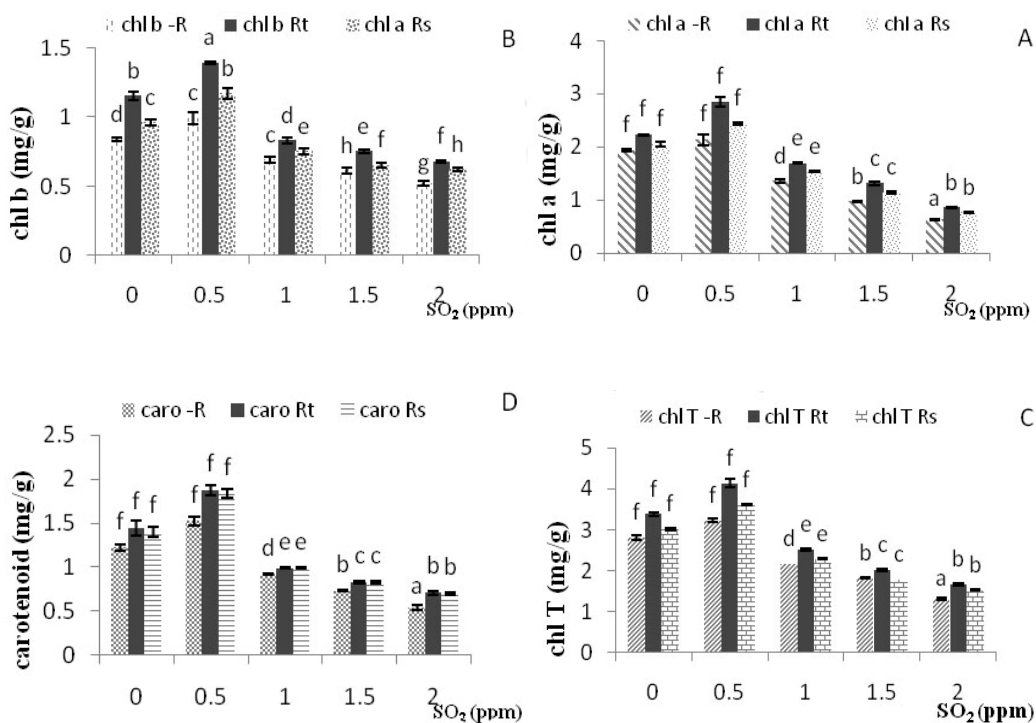 chl b -R chl b Rt chl a Rs
B
chl b (mg/g)
1.5
1
0.5
0
d b c
c a b
c d e
h e f
g f h
0 0.5 1 1.5 2
SO2 (ppm)
chl a -R chl a Rt chl a Rs
A
chl a (mg/g)
4
3
2
1
0
f f f
f f f
d e e
b c c
a b b
0 0.5 1 1.5 2
SO2 (ppm)
caro -R caro Rt caro Rs
D
carotenoid (mg/g)
2.5
2
1.5
1
0.5
0
f f f
f f f
d e e
b c c
a b b
0 0.5 1 1.5 2
SO2 (ppm)
chl T -R chl T Rt chl T Rs
C
chl T (mg/g)
5
4
3
2
1
0
f f f
f f f
d e e
b c c
a b b
0 0.5 1 1.5 2
SO2 (ppm)